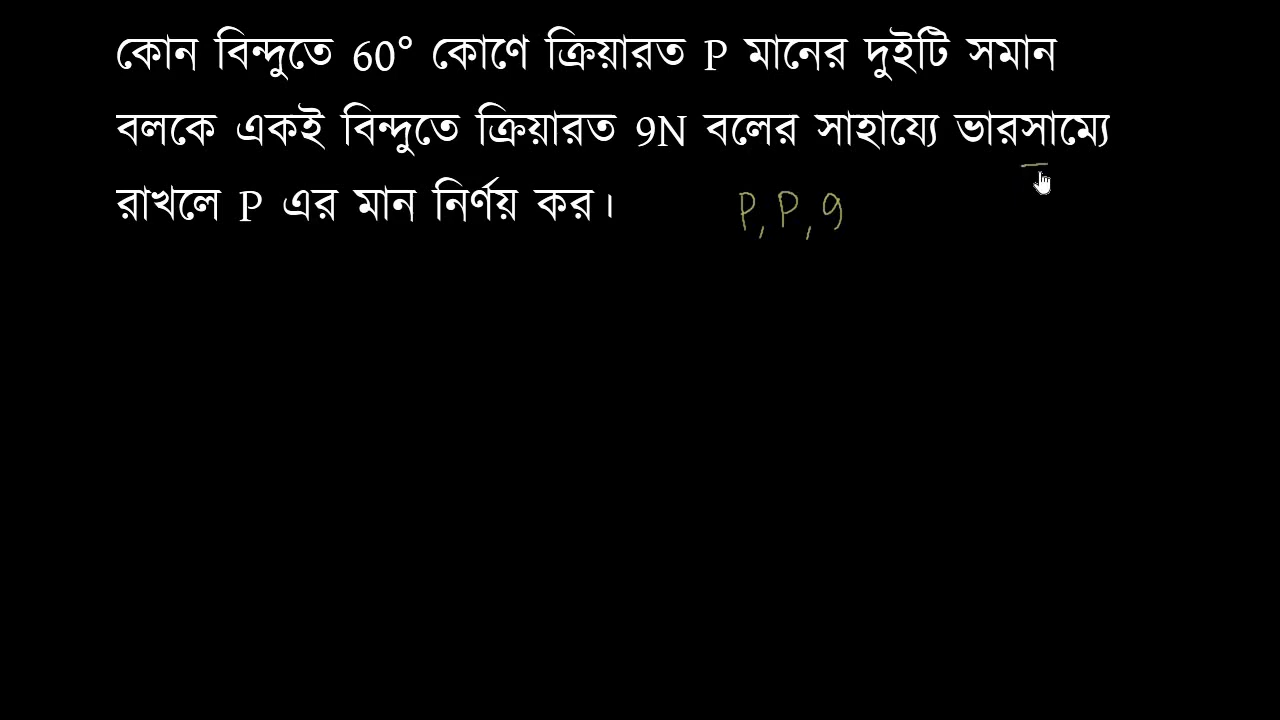 কোন বিন্দুতে 60° কোণে ক্রিয়ারত P মানের দুইটি সমান
বলকে একই বিন্দুতে ক্রিয়ারত 9N বলের সাহায্যে ভারসাম্যে
রাখলে P এর মান নির্ণয় কর।
P, P, 9